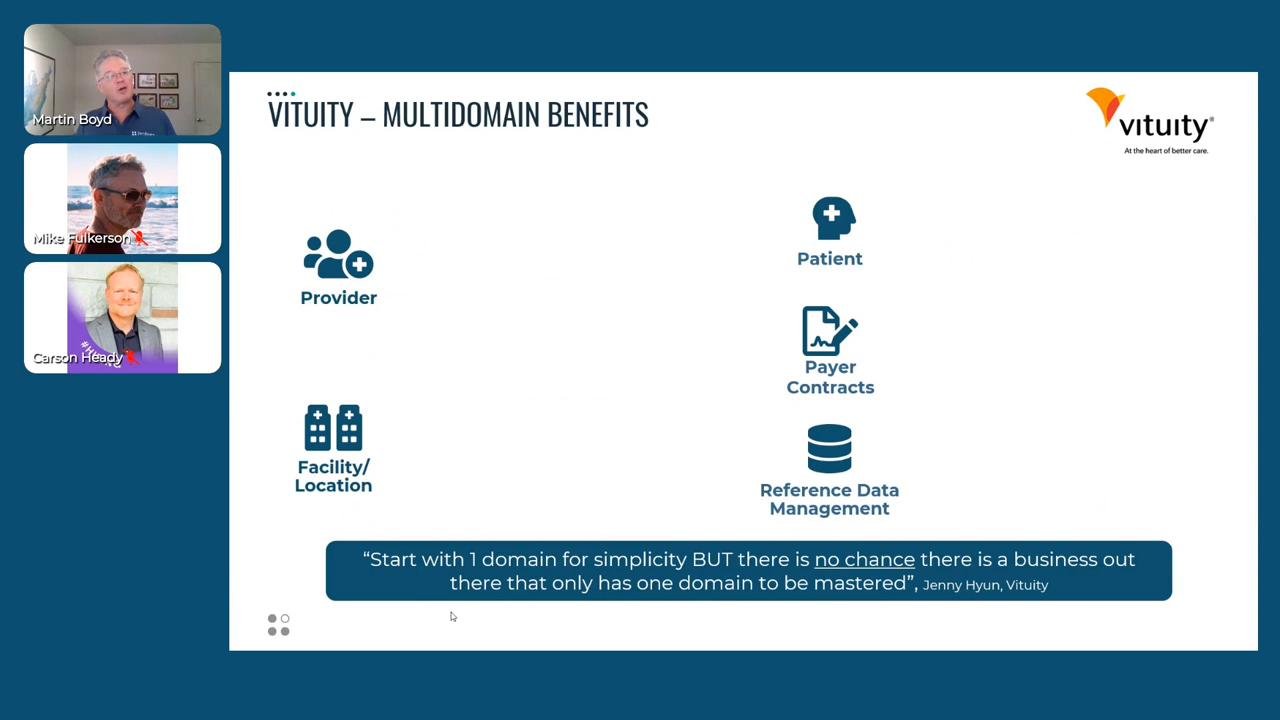 Martin Boyd
Mike Fulkerson
Carson Heady
VITUITY – MULTIDOMAIN BENEFITS
vituity®
At the heart of better care.
Provider
Facility/
Location
Patient
Payer
Contracts
Reference Data
Management
“Start with 1 domain for simplicity BUT there is no chance there is a business out
there that only has one domain to be mastered”, Jenny Hyun, Vituity